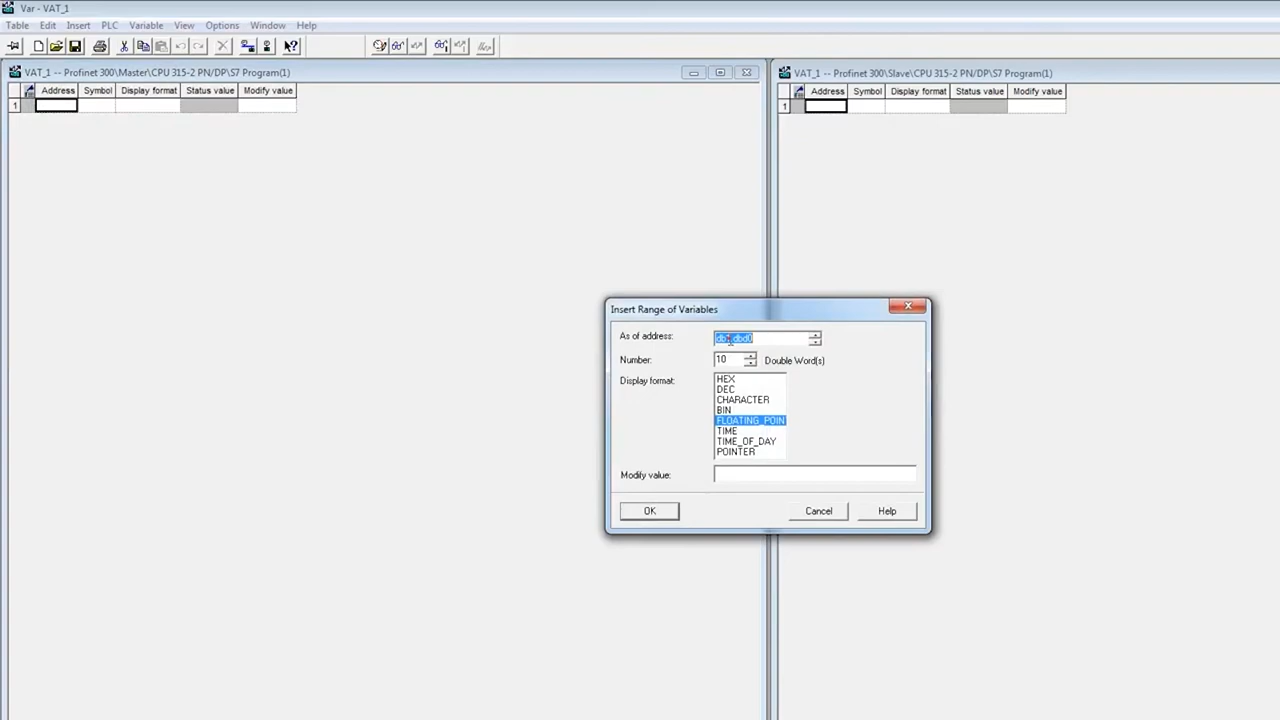 Var - VAT_1
Table Edit Insert PLC Variable View Options Window Help
VAT_1 -- Profinet 300\Master\CPU 315-2 PN/DP\S7 Program(1)
Address Symbol Display format Status value Modify value
1
VAT_1 -- Profinet 300\Slave\CPU 315-2 PN/DP\S7 Program(1)
Address Symbol Display format Status value Modify value
1
Insert Range of Variables
As of address:
Number: 10 Double Word(s)
Display format:
HEX
DEC
CHARACTER
BIN
FLOATING_POIN
TIME
TIME_OF_DAY
POINTER
Modify value:
OK Cancel Help